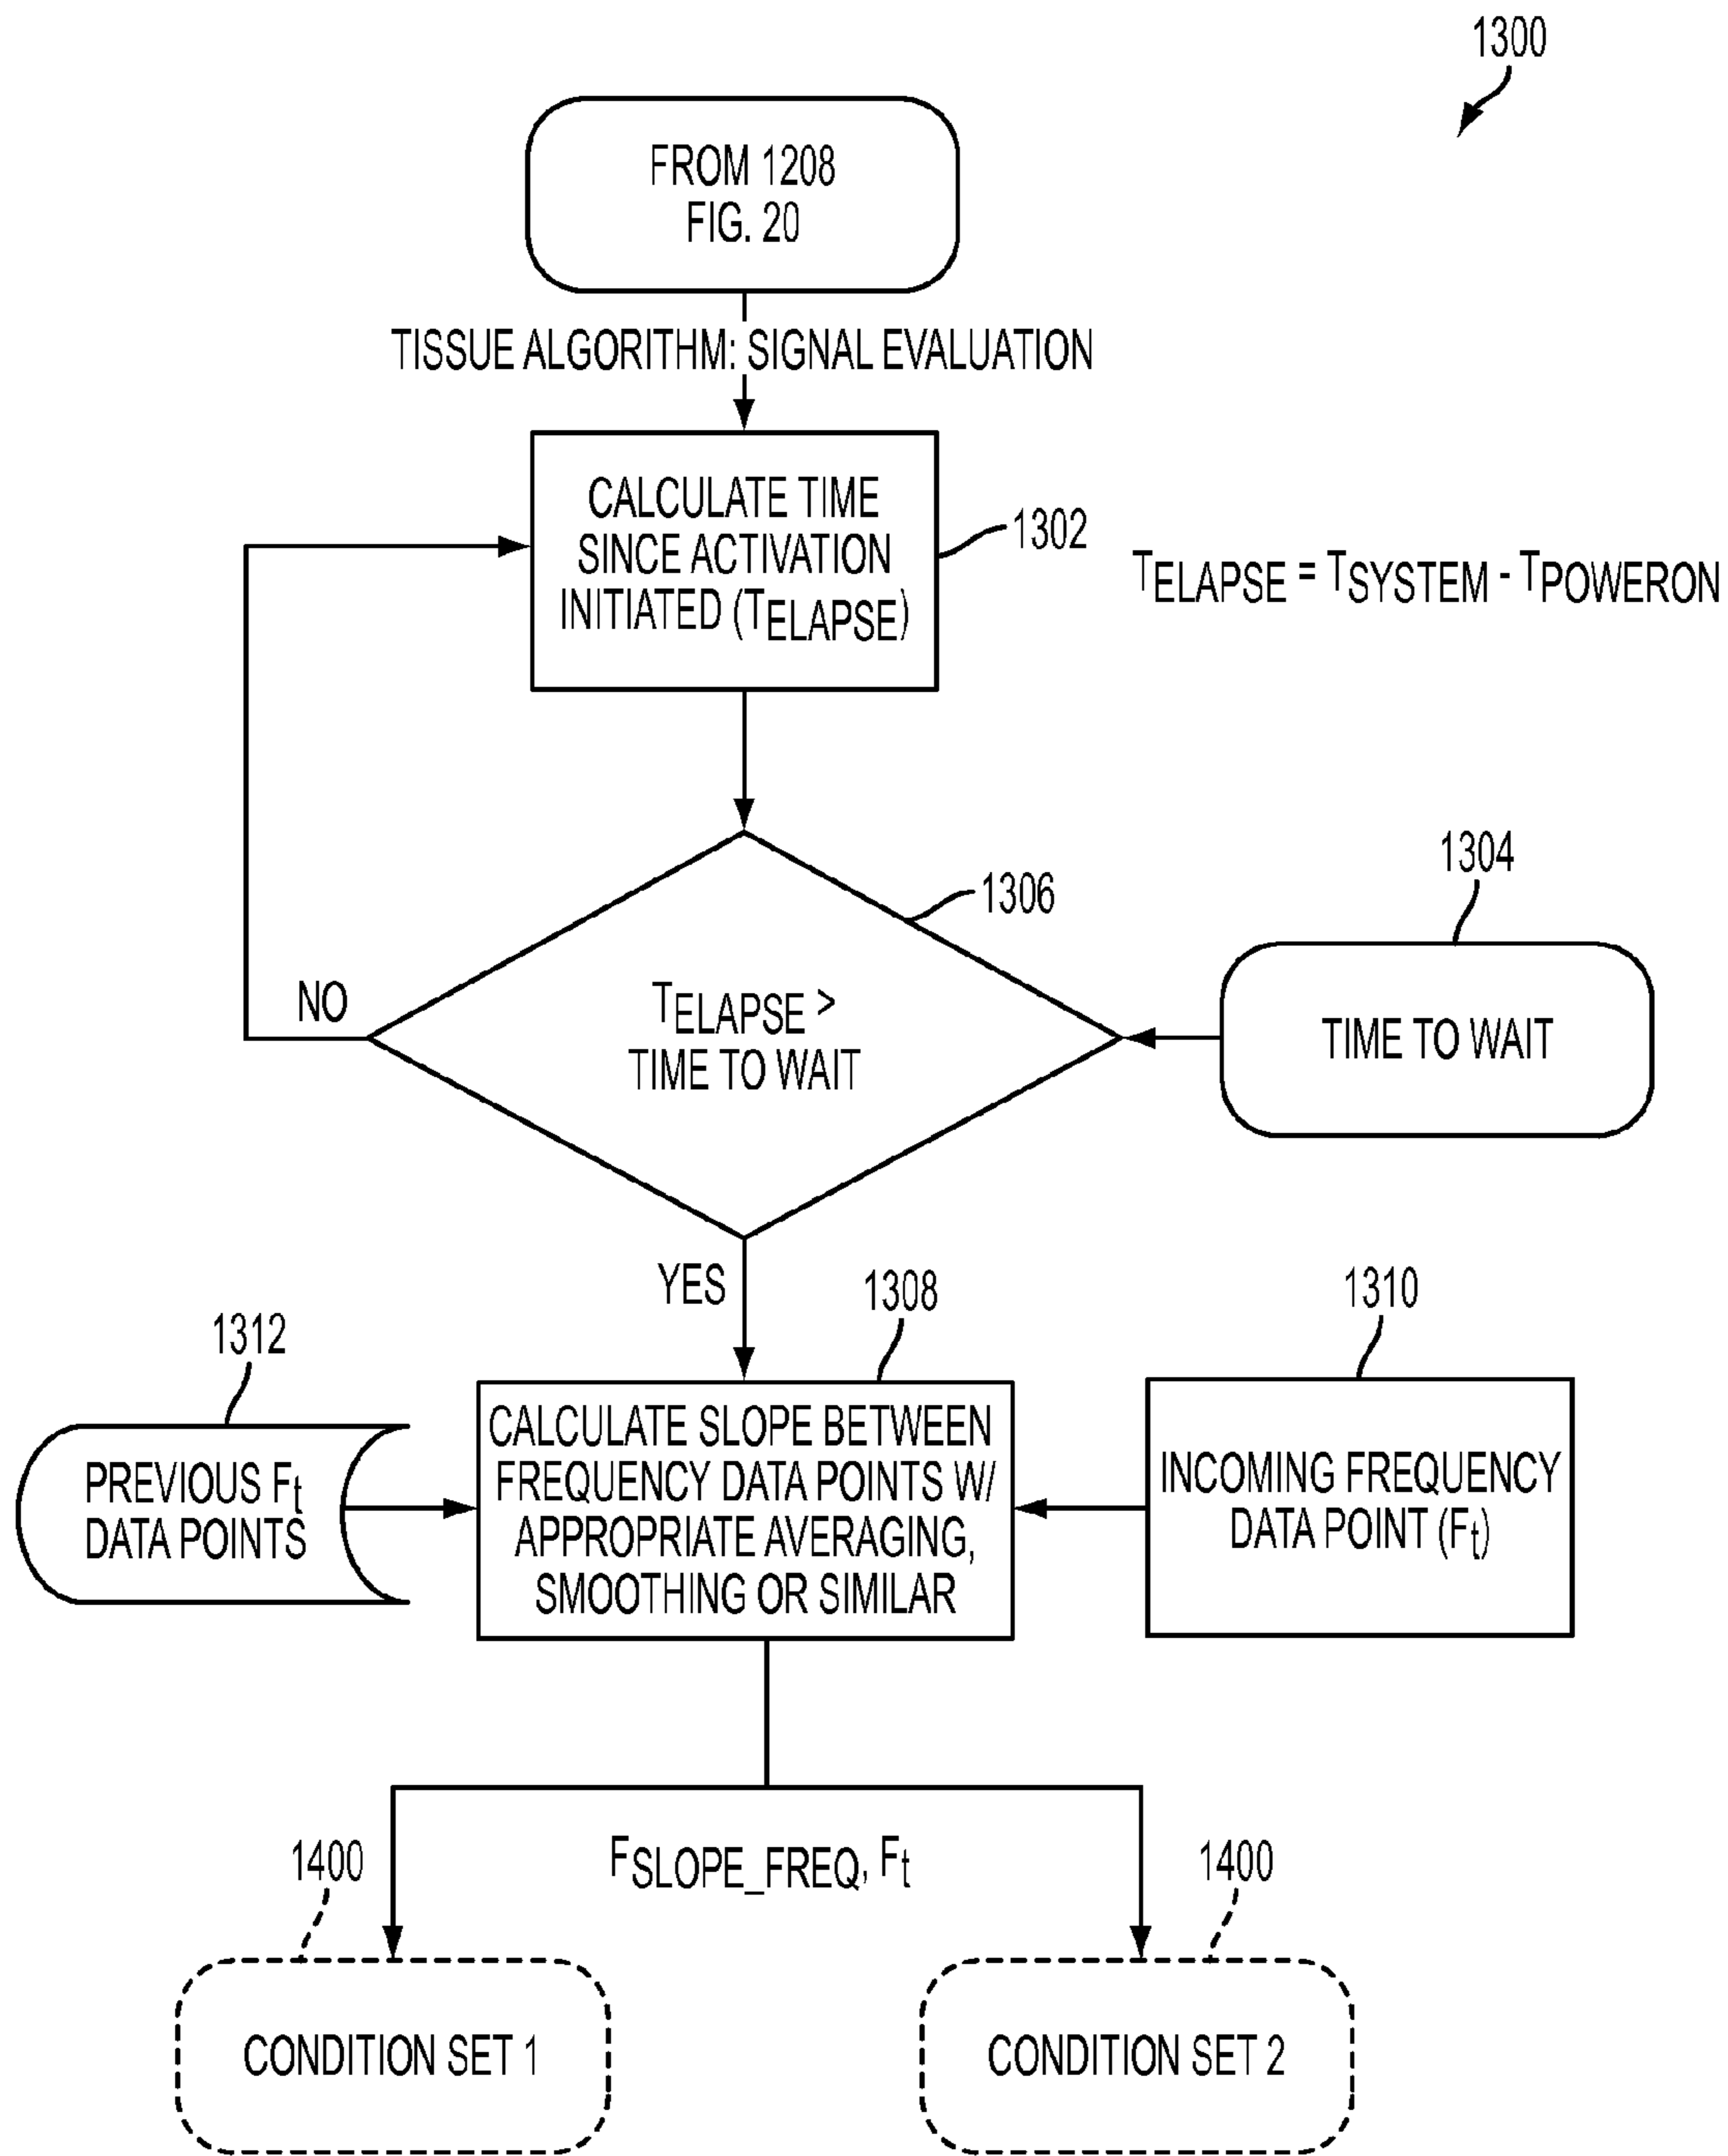 1300
FROM 1208
FIG. 20
TISSUE ALGORITHM: SIGNAL EVALUATION
CALCULATE TIME
SINCE ACTIVATION
INITIATED (TELAPSE)
1302
TELAPSE = TSYSTEM - TPOWERON
1304
1306
TELAPSE >
TIME TO WAIT
NO
TIME TO WAIT
YES
1308
1310
1312
CALCULATE SLOPE BETWEEN
FREQUENCY DATA POINTS W/
APPROPRIATE AVERAGING,
SMOOTHING OR SIMILAR
PREVIOUS Ft
DATA POINTS
INCOMING FREQUENCY
DATA POINT (Ft)
FSLOPE_FREQ, Ft
1400
1400
CONDITION SET 1
CONDITION SET 2